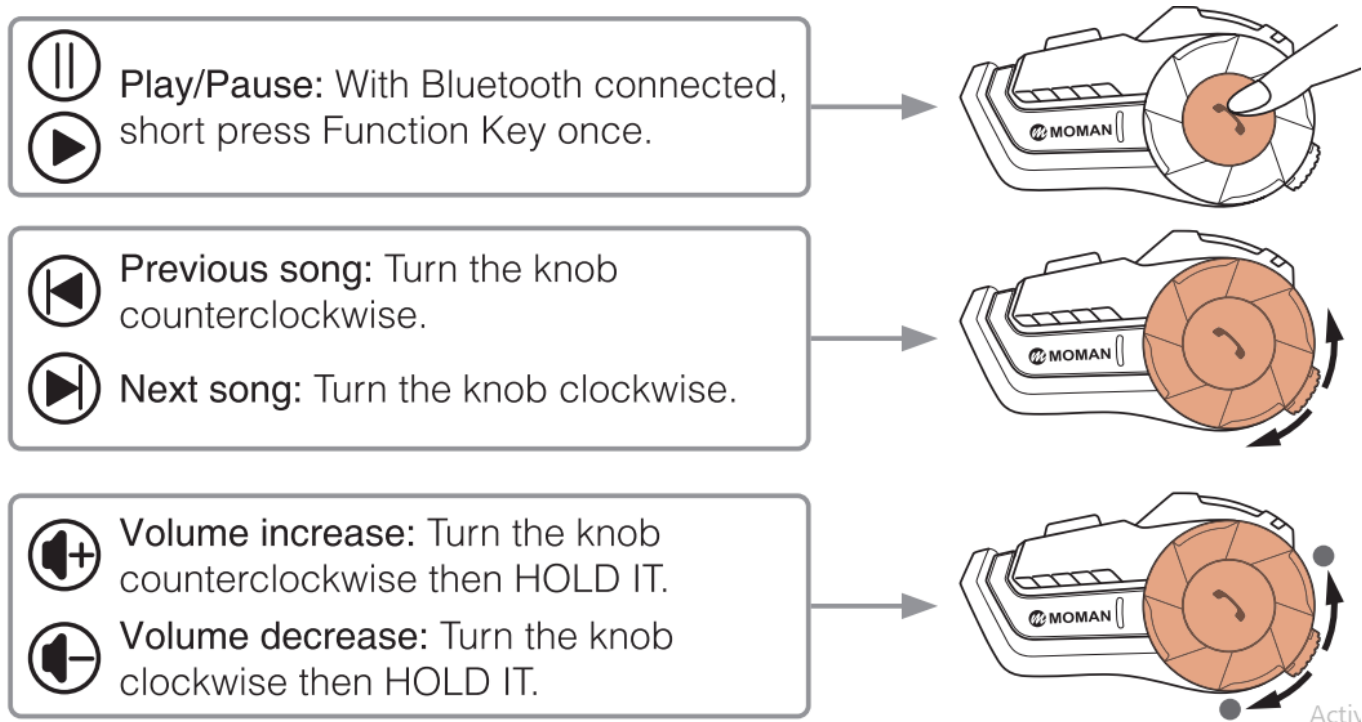 Play/Pause: With Bluetooth connected,
short press Function Key once.
MOMAN
Previous song: Turn the knob
counterclockwise.
Next song: Turn the knob clockwise.
MOMAN
Volume increase: Turn the knob
counterclockwise then HOLD IT.
Volume decrease: Turn the knob
clockwise then HOLD IT.
MOMAN
Activ